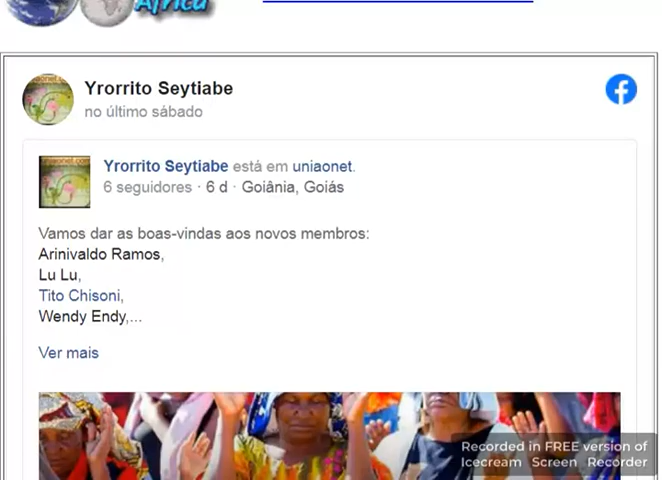 Africa
Yrorrito Seytiabe
no último sábado
Yrorrito Seytiabe está em uniaonet.
6 seguidores · 6 d · Goiânia, Goiás
Vamos dar as boas-vindas aos novos membros:
Arinivaldo Ramos,
Lu Lu,
Tito Chisoni,
Wendy Endy,...
Ver mais
Recorded in FREE version of
Icecream Screen Recorder